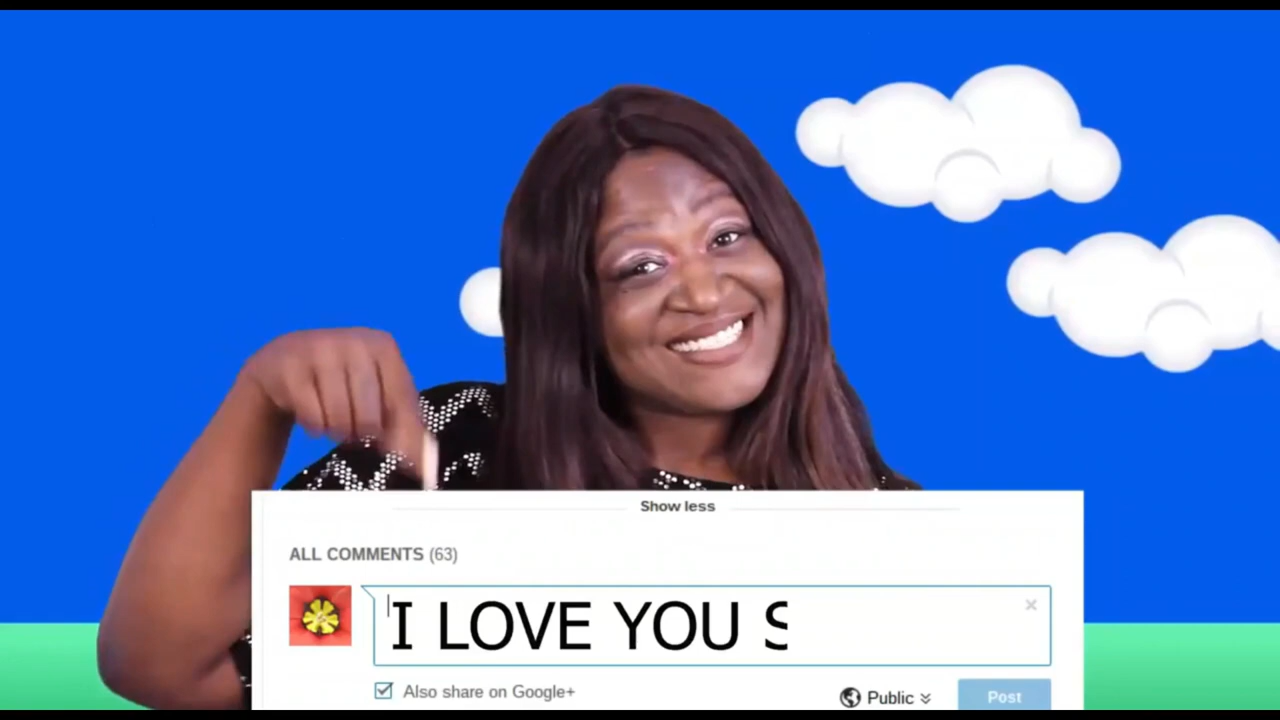 Show less
ALL COMMENTS (63)
I LOVE YOU S
Also share on Google+
Public
Post